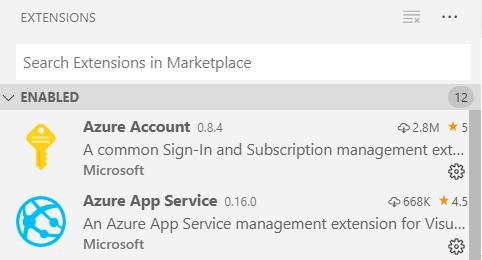 EXTENSIONS
Search Extensions in Marketplace
ENABLED 12
Azure Account 0.8.4 2.8M 5
A common Sign-In and Subscription management ext...
Microsoft
Azure App Service 0.16.0 668K 4.5
An Azure App Service management extension for Visu...
Microsoft